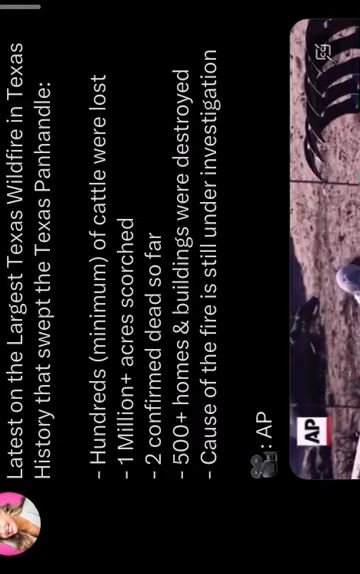 Latest on the Largest Texas Wildfire in Texas
History that swept the Texas Panhandle:
- Hundreds (minimum) of cattle were lost
- 1 Million+ acres scorched
- 2 confirmed dead so far
- 500+ homes & buildings were destroyed
- Cause of the fire is still under investigation
🎥: AP
AP